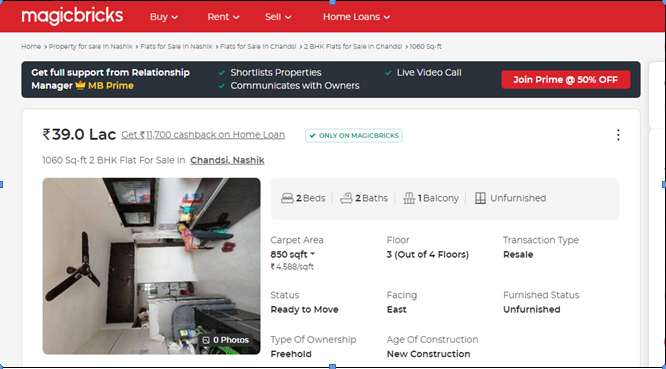 magicbricks
Buy Rent Sell Home Loans
Home > Property for sale in Nashik > Flats for Sale in Nashik > Flats for Sale in Chandsi > 2 BHK Flats for Sale in Chandsi > 1060 Sq-ft
Get full support from Relationship
Manager MB Prime
Shortlists Properties
Communicates with Owners
Live Video Call
Join Prime @ 50% OFF
₹39.0 Lac Get ₹11,700 cashback on Home Loan ONLY ON MAGICBRICKS
1060 Sq-ft 2 BHK Flat For Sale in Chandsi, Nashik
0 Photos
2 Beds 2 Baths 1 Balcony Unfurnished
Carpet Area Floor Transaction Type
850 sqft 3 (Out of 4 Floors) Resale
₹4,588/sqft
Status Facing Furnished Status
Ready to Move East Unfurnished
Type Of Ownership Age Of Construction
Freehold New Construction